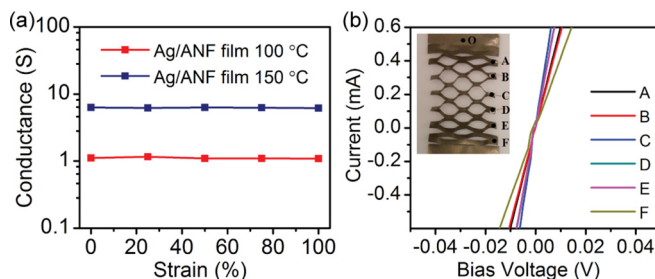 (a)
100
10
1
0.1
Conductance (S)
Ag/ANF film 100 °C
Ag/ANF film 150 °C
0 20 40 60 80 100
Strain (%)
(b)
0.6
0.4
0.2
0.0
-0.2
-0.4
Current (mA)
O
A
B
C
D
E
F
A
B
C
D
E
F
-0.04 -0.02 0.00 0.02 0.04
Bias Voltage (V)